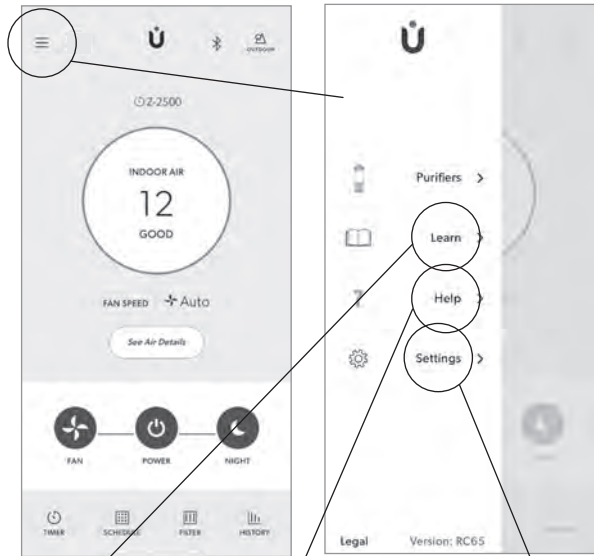 OUTDOOR
Z-2500
INDOOR AIR
12
GOOD
FAN SPEED Auto
See Air Details
FAN POWER NIGHT
TIMER SCHEDULE FILTER HISTORY
Purifiers >
Learn >
Help >
Settings >
Legal Version: RC65